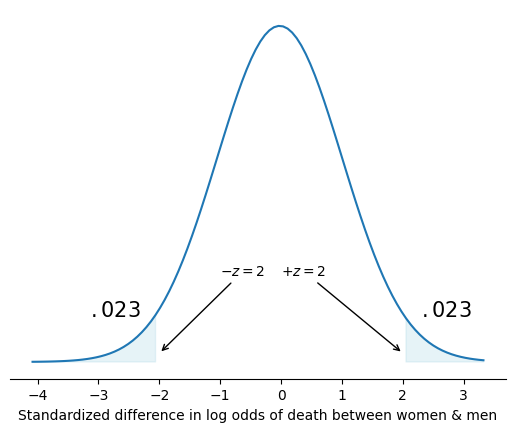 −z = 2 +z = 2
.023 .023
−4 −3 −2 −1 0 1 2 3
Standardized difference in log odds of death between women & men